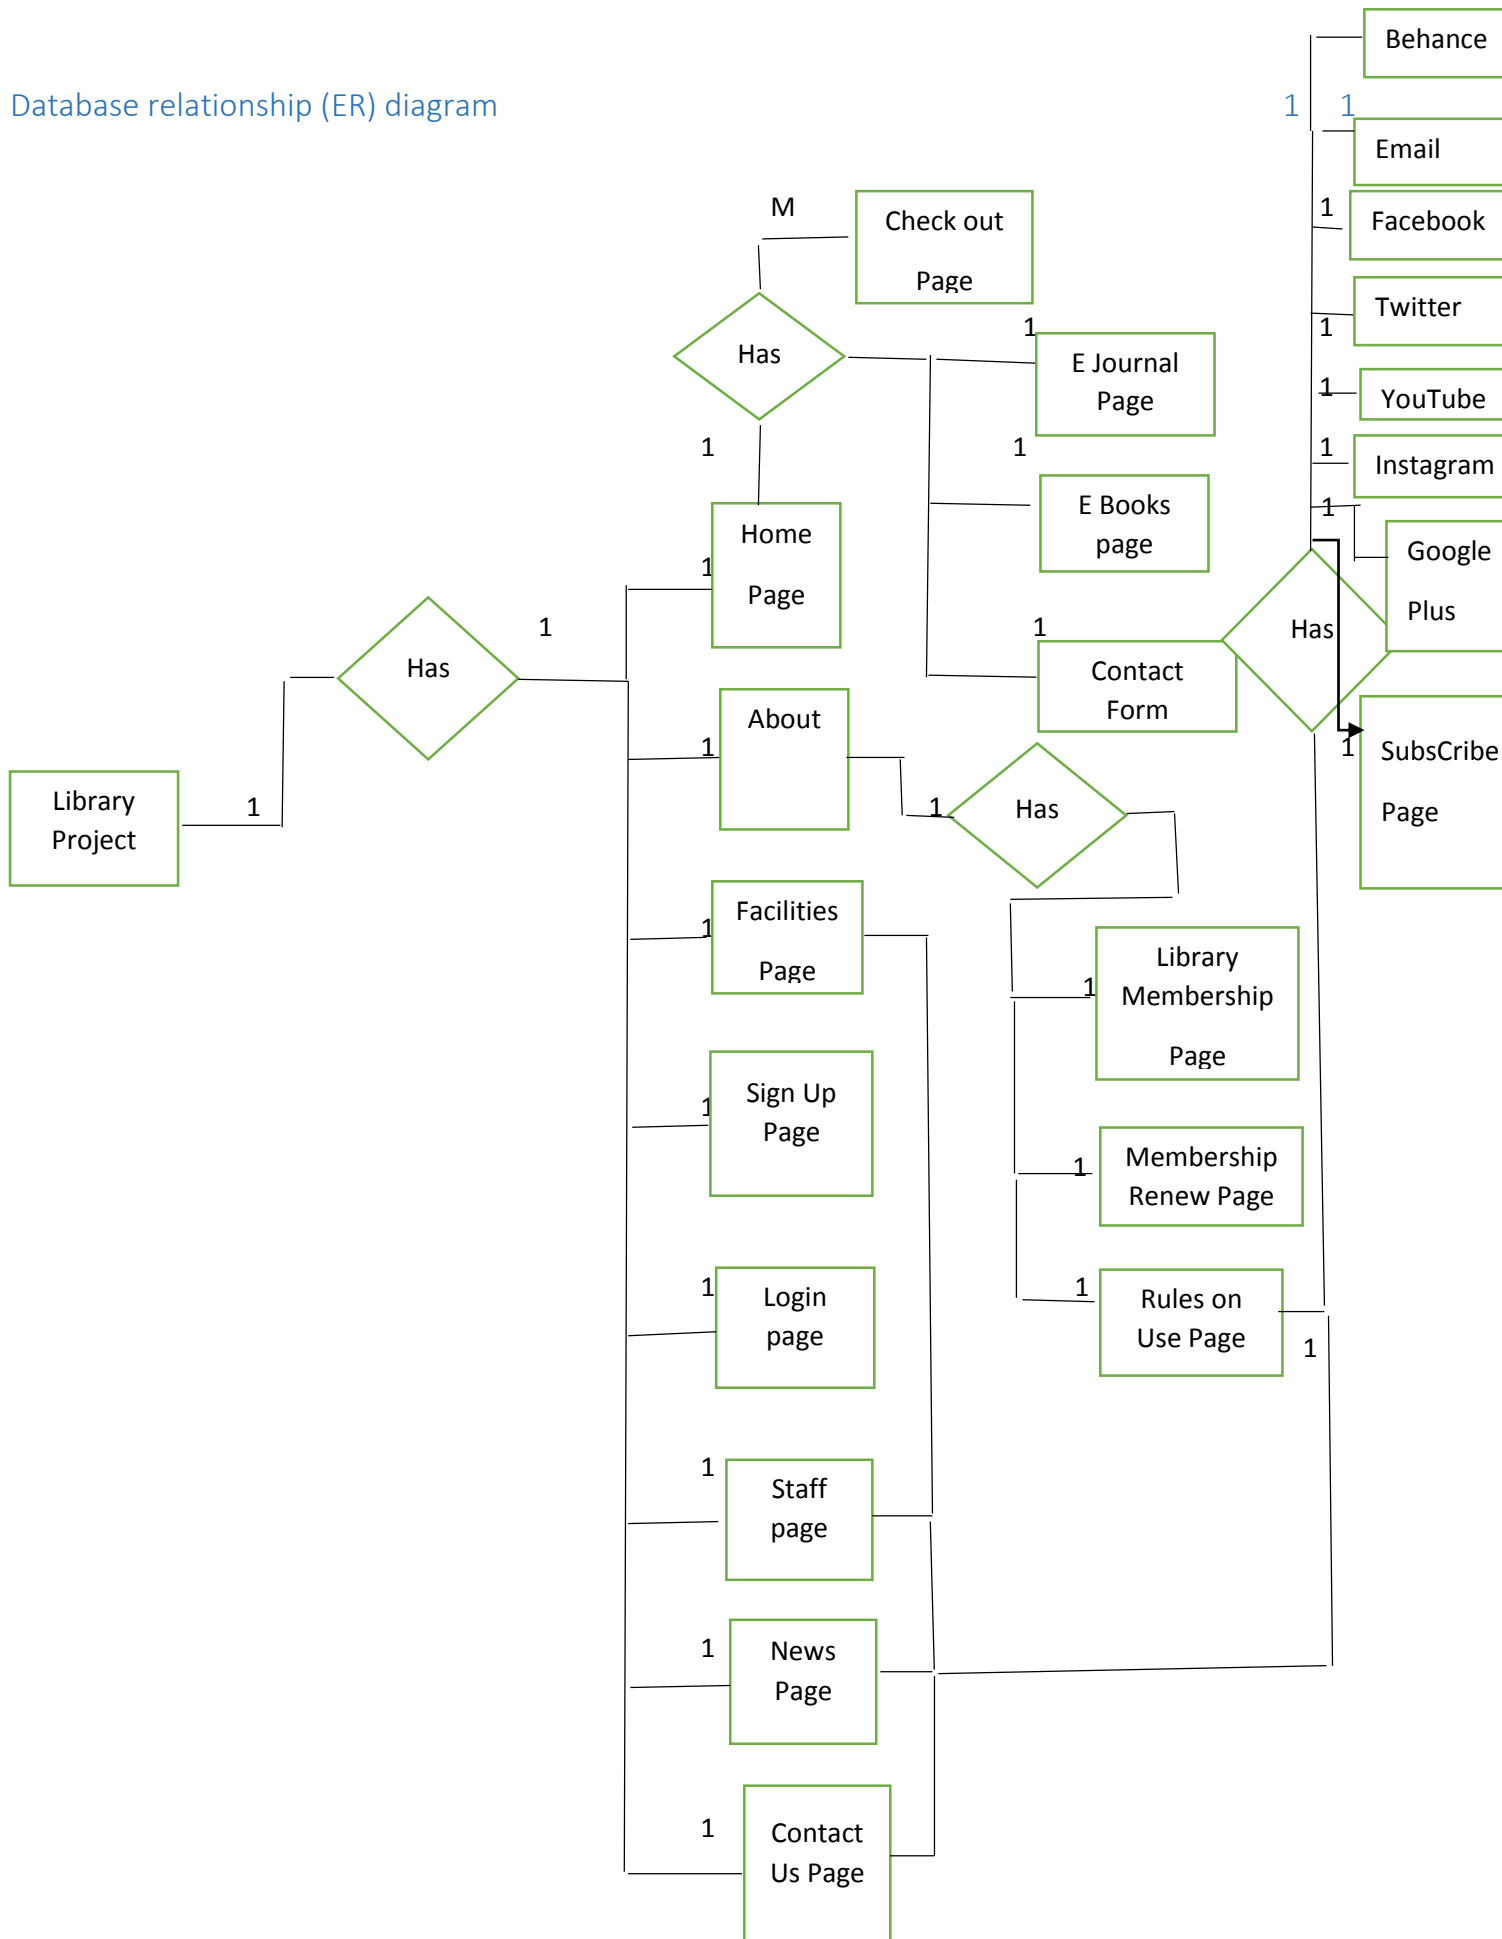 Behance
Database relationship (ER) diagram
1 1
Email
M
Check out
Page
1
Facebook
Has
1
E Journal
Page
1
Twitter
1
YouTube
1
1
1
Instagram
Home
Page
1
E Books
page
1
Google
Plus
Has
1
1
Contact
Form
Has
About
1
1
SubsCribe
Page
Library
Project
1
1
Has
Facilities
Page
1
Library
Membership
Page
1
Sign Up
Page
1
Membership
Renew Page
1
Login
page
1
Rules on
Use Page
1
1
Staff
page
1
News
Page
1
Contact
Us Page
1